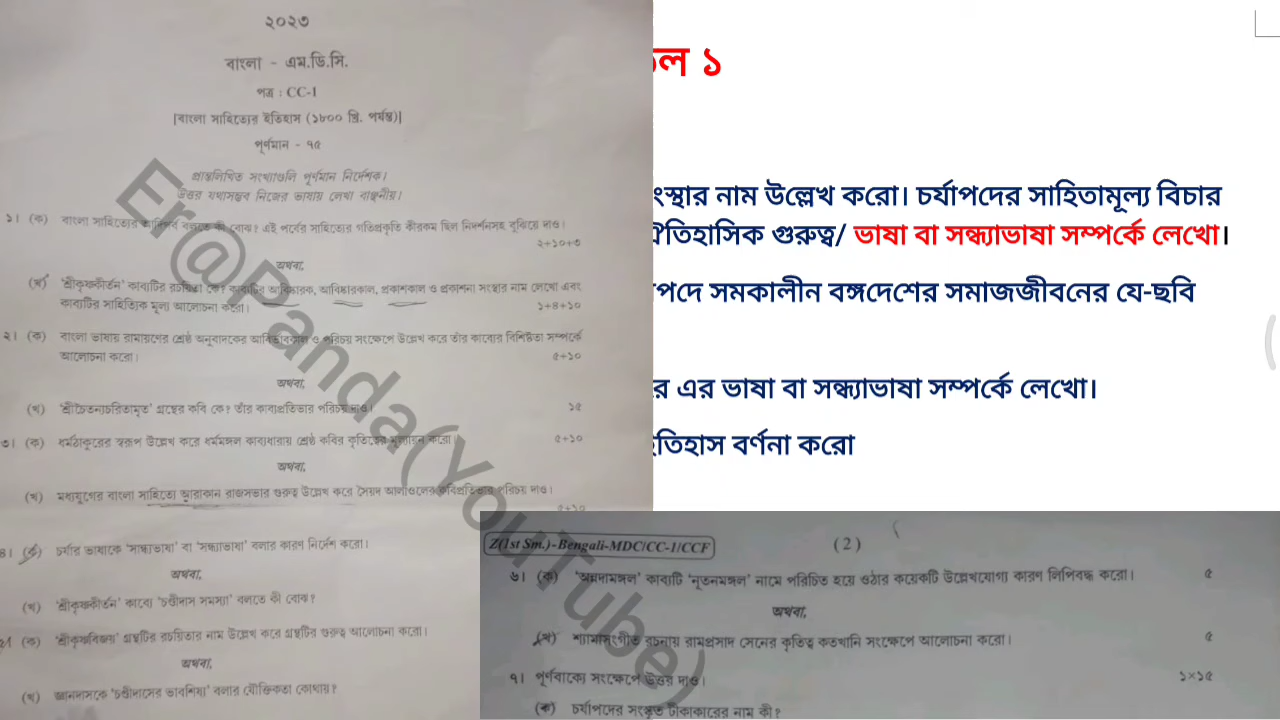 ২০২৩
বাংলা - এম.ডি.সি.
পত্র : CC-1
[বাংলা সাহিত্যের ইতিহাস (১৮০০ খ্রি. পর্যন্ত)]
পূর্ণমান - ৭৫
প্রান্তলিখিত সংখ্যাগুলি পূর্ণমান নির্দেশক।
উত্তর যথাসম্ভব নিজের ভাষায় লেখা বাঞ্ছনীয়।
১। (ক) বাংলা সাহিত্যের আদিপর্ব বলতে কী বোঝ? এই পর্বের সাহিত্যের গতিপ্রকৃতি কীরকম ছিল নিদর্শনসহ বুঝিয়ে দাও।
২+১০+৩
অথবা,
(খ) 'শ্রীকৃষ্ণকীর্তন' কাব্যটির রচয়িতা কে? কাব্যটির আবিষ্কারক, আবিষ্কারকাল, প্রকাশকাল ও প্রকাশনা সংস্থার নাম লেখো এবং
কাব্যটির সাহিত্যিক মূল্য আলোচনা করো। ১+৪+১০
২। (ক) বাংলা ভাষায় রামায়ণের শ্রেষ্ঠ অনুবাদকের আবির্ভাবকাল ও পরিচয় সংক্ষেপে উল্লেখ করে তাঁর কাব্যের বিশিষ্টতা সম্পর্কে
আলোচনা করো। ৫+১০
অথবা,
(খ) 'শ্রীচৈতন্যচরিতামৃত' গ্রন্থের কবি কে? তাঁর কাব্যপ্রতিভার পরিচয় দাও। ১৫
৩। (ক) ধর্মঠাকুরের স্বরূপ উল্লেখ করে ধর্মমঙ্গল কাব্যধারায় শ্রেষ্ঠ কবির কৃতিত্বের মূল্যায়ন করো। ৫+১০
অথবা,
(খ) মধ্যযুগের বাংলা সাহিত্যে আরাকান রাজসভার গুরুত্ব উল্লেখ করে সৈয়দ আলাওলের কবিপ্রতিভার পরিচয় দাও।
৫+১০
৪। (ক) চর্যার ভাষাকে 'সান্ধ্যভাষা' বা 'সন্ধ্যাভাষা' বলার কারণ নির্দেশ করো।
অথবা,
(খ) 'শ্রীকৃষ্ণকীর্তন' কাব্যে 'চণ্ডীদাস সমস্যা' বলতে কী বোঝ?
৫। (ক) 'শ্রীকৃষ্ণবিজয়' গ্রন্থটির রচয়িতার নাম উল্লেখ করে গ্রন্থটির গুরুত্ব আলোচনা করো।
অথবা,
(খ) জ্ঞানদাসকে 'চণ্ডীদাসের ভাবশিষ্য' বলার যৌক্তিকতা কোথায়?
Er@Panda(YouTube)
ল ১
ংস্থার নাম উল্লেখ করো। চর্যাপদের সাহিত্যমূল্য বিচার
ঐতিহাসিক গুরুত্ব/ ভাষা বা সন্ধ্যাভাষা সম্পর্কে লেখো।
পদে সমকালীন বঙ্গদেশের সমাজজীবনের যে-ছবি
র এর ভাষা বা সন্ধ্যাভাষা সম্পর্কে লেখো।
ইতিহাস বর্ণনা করো
Z(1st Sm.)-Bengali-MDC/CC-1/CCF (2)
৬। (ক) 'অন্নদামঙ্গল' কাব্যটি 'নূতনমঙ্গল' নামে পরিচিত হয়ে ওঠার কয়েকটি উল্লেখযোগ্য কারণ লিপিবদ্ধ করো। ৫
অথবা,
(খ) শ্যামাসংগীত রচনায় রামপ্রসাদ সেনের কৃতিত্ব কতখানি সংক্ষেপে আলোচনা করো। ৫
৭। পূর্ণবাক্যে সংক্ষেপে উত্তর দাও। ১×১৫
(ক) চর্যাপদের সংস্কৃত টীকাকারের নাম কী?